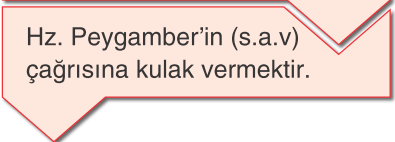 Hz. Peygamber’in (s.a.v)
çağrısına kulak vermektir.